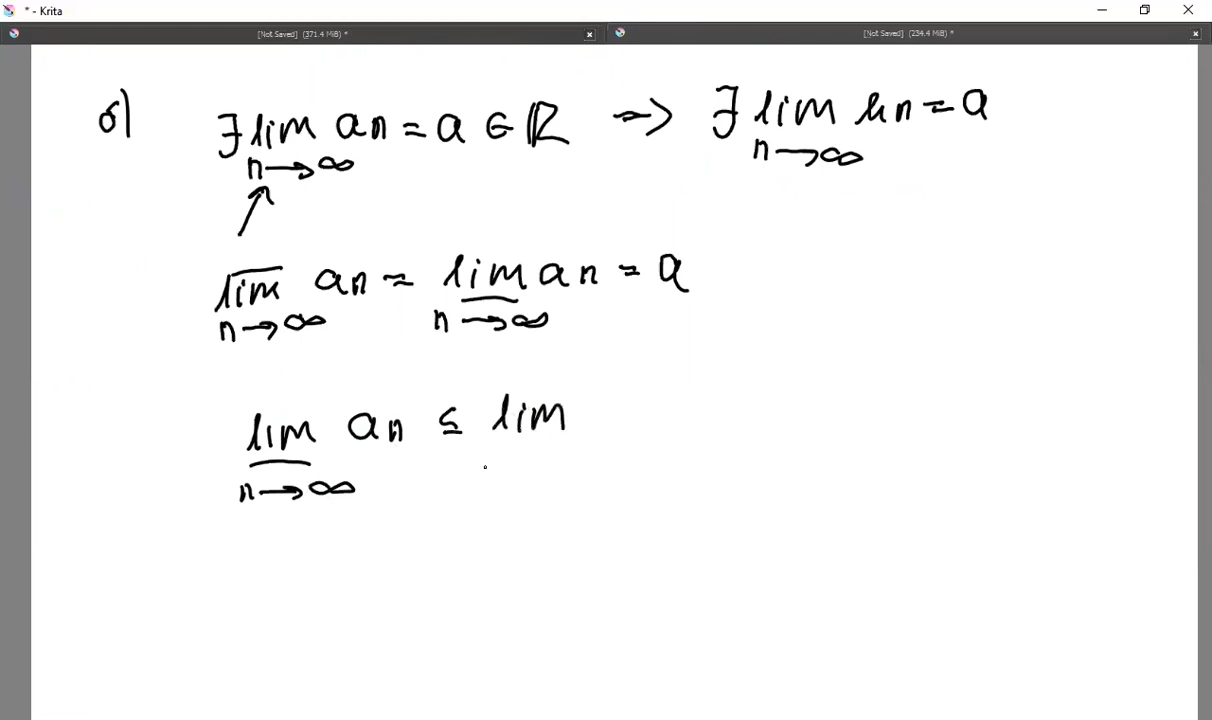 * - Krita
[Not Saved] (371.4 MiB) * [Not Saved] (234.4 MiB) *
б) ∃ lim an = a ∈ ℝ → ∃ lim un = a
n→∞ n→∞
lim an = lim an = a
n→∞ n→∞
lim an ≤ lim
n→∞